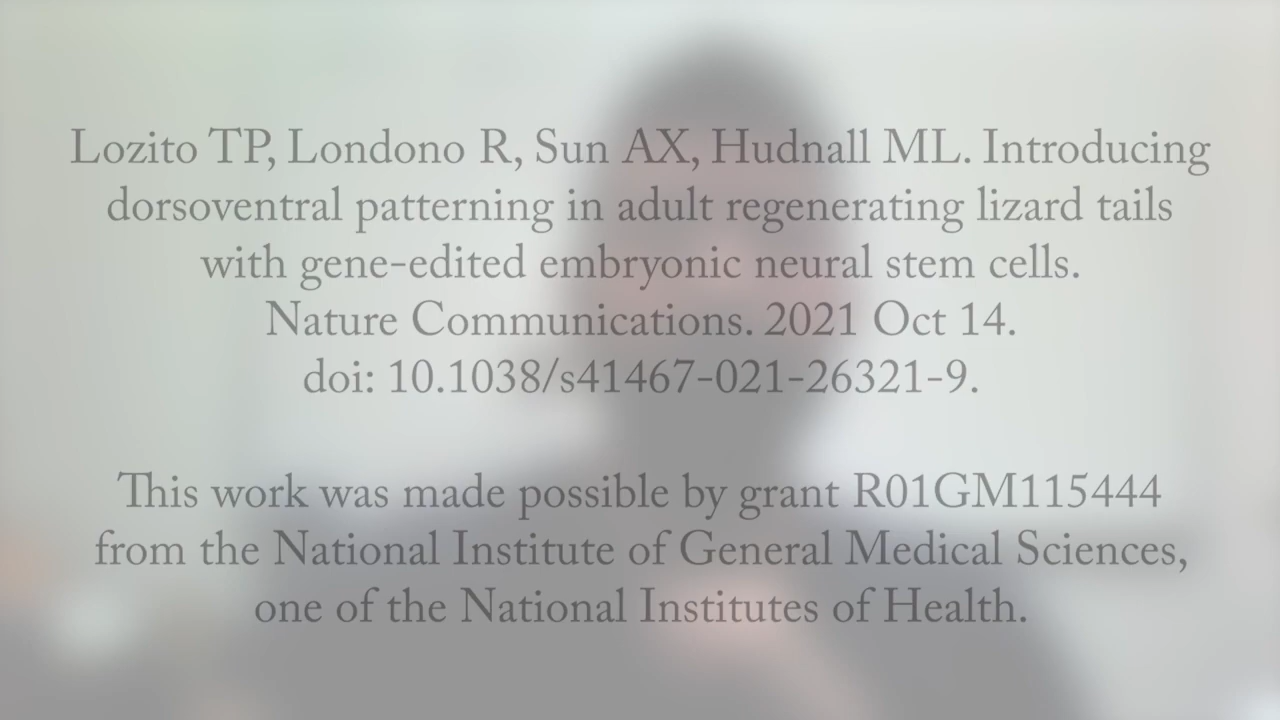 Lozito TP, Londono R, Sun AX, Hudnall ML. Introducing
dorsoventral patterning in adult regenerating lizard tails
with gene-edited embryonic neural stem cells.
Nature Communications. 2021 Oct 14.
doi: 10.1038/s41467-021-26321-9.
This work was made possible by grant R01GM115444
from the National Institute of General Medical Sciences,
one of the National Institutes of Health.